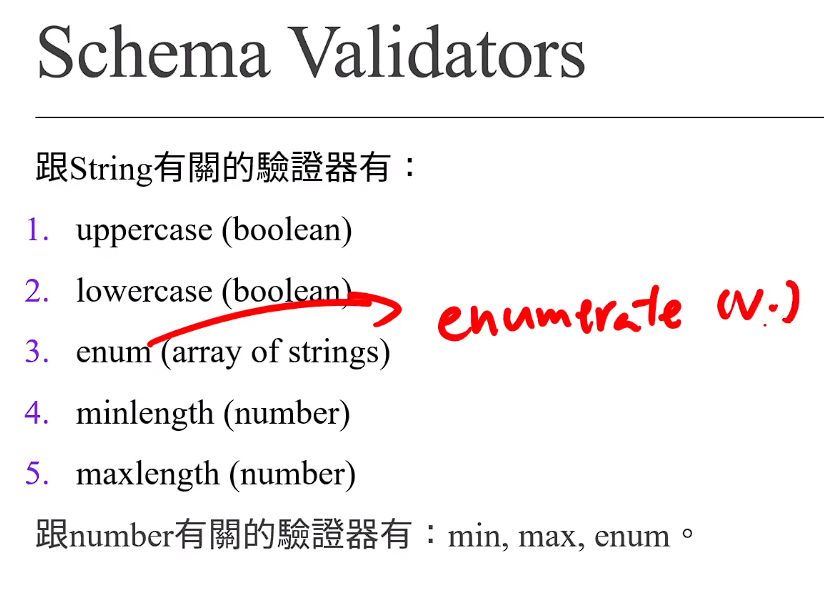 Schema Validators
跟String有關的驗證器有：
1. uppercase (boolean)
2. lowercase (boolean)
3. enum (array of strings)
enumerate (v.)
4. minlength (number)
5. maxlength (number)
跟number有關的驗證器有：min, max, enum。